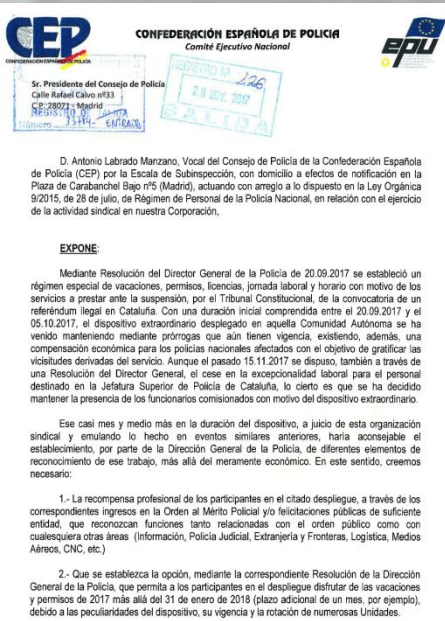 CEP
CONFEDERACIÓN ESPAÑOLA DE POLICÍA
CONFEDERACIÓN ESPAÑOLA DE POLICIA
Comité Ejecutivo Nacional
epu
REGISTRO Nº 426
20 NOV. 2017
ENTRADA
Sr. Presidente del Consejo de Policía
Calle Rafael Calvo nº33
C.P. 28071 - Madrid
REGISTRO DE SALIDA
Número
D. Antonio Labrado Manzano, Vocal del Consejo de Policía de la Confederación Española
de Policía (CEP) por la Escala de Subinspección, con domicilio a efectos de notificación en la
Plaza de Carabanchel Bajo nº5 (Madrid), actuando con arreglo a lo dispuesto en la Ley Orgánica
9/2015, de 28 de julio, de Régimen de Personal de la Policía Nacional, en relación con el ejercicio
de la actividad sindical en nuestra Corporación,
EXPONE:
Mediante Resolución del Director General de la Policía de 20.09.2017 se estableció un
régimen especial de vacaciones, permisos, licencias, jornada laboral y horario con motivo de los
servicios a prestar ante la suspensión, por el Tribunal Constitucional, de la convocatoria de un
referéndum ilegal en Cataluña. Con una duración inicial comprendida entre el 20.09.2017 y el
05.10.2017, el dispositivo extraordinario desplegado en aquella Comunidad Autónoma se ha
venido manteniendo mediante prórrogas que aún tienen vigencia, existiendo, además, una
compensación económica para los policías nacionales afectados con el objetivo de gratificar las
vicisitudes derivadas del servicio. Aunque el pasado 15.11.2017 se dispuso, también a través de
una Resolución del Director General, el cese en la excepcionalidad laboral para el personal
destinado en la Jefatura Superior de Policía de Cataluña, lo cierto es que se ha decidido
mantener la presencia de los funcionarios comisionados con motivo del dispositivo extraordinario.
Ese casi mes y medio más en la duración del dispositivo, a juicio de esta organización
sindical y emulando lo hecho en eventos similares anteriores, haría aconsejable el
establecimiento, por parte de la Dirección General de la Policía, de diferentes elementos de
reconocimiento de ese trabajo, más allá del meramente económico. En este sentido, creemos
necesario:
1.- La recompensa profesional de los participantes en el citado despliegue, a través de los
correspondientes ingresos en la Orden al Mérito Policial y/o felicitaciones públicas de suficiente
entidad, que reconozcan funciones tanto relacionadas con el orden público como con
cualesquiera otras áreas (Información, Policía Judicial, Extranjería y Fronteras, Logística, Medios
Aéreos, CNC, etc.)
2.- Que se establezca la opción, mediante la correspondiente Resolución de la Dirección
General de la Policía, que permita a los participantes en el despliegue disfrutar de las vacaciones
y permisos de 2017 más allá del 31 de enero de 2018 (plazo adicional de un mes, por ejemplo),
debido a las peculiaridades del dispositivo, su vigencia y la rotación de numerosas Unidades.